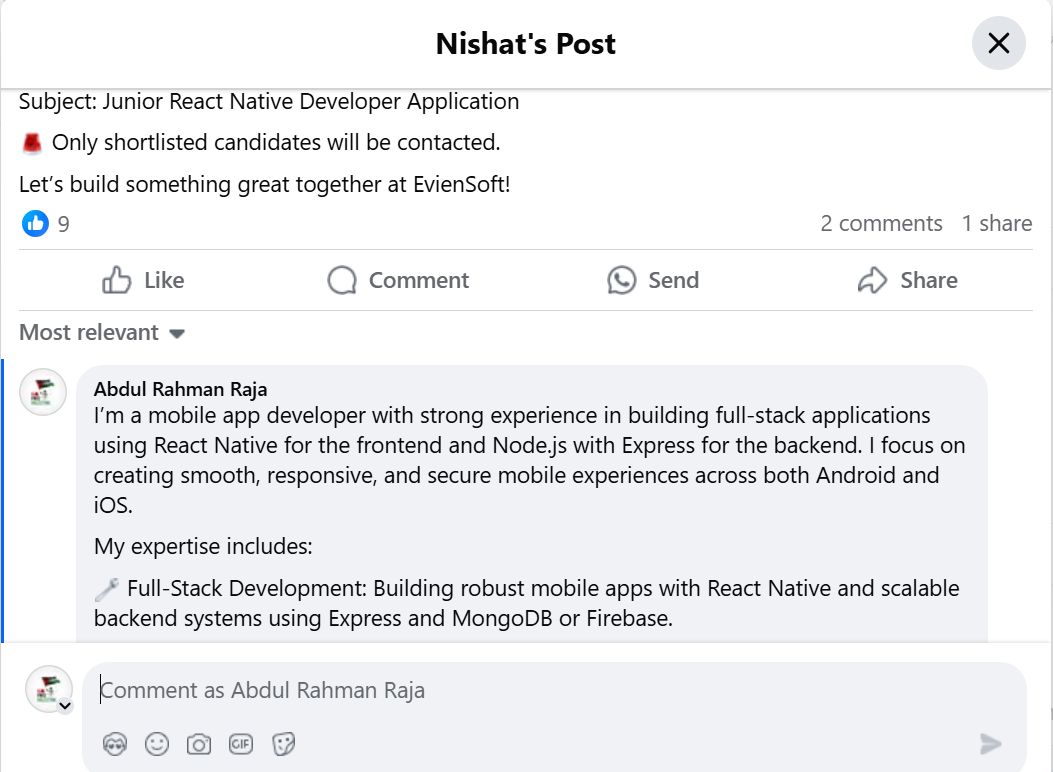 Nishat's Post
Subject: Junior React Native Developer Application
🚨 Only shortlisted candidates will be contacted.
Let’s build something great together at EvienSoft!
9
2 comments 1 share
Like Comment Send Share
Most relevant
Abdul Rahman Raja
I’m a mobile app developer with strong experience in building full-stack applications
using React Native for the frontend and Node.js with Express for the backend. I focus on
creating smooth, responsive, and secure mobile experiences across both Android and
iOS.
My expertise includes:
🔧 Full-Stack Development: Building robust mobile apps with React Native and scalable
backend systems using Express and MongoDB or Firebase.
Comment as Abdul Rahman Raja
GIF